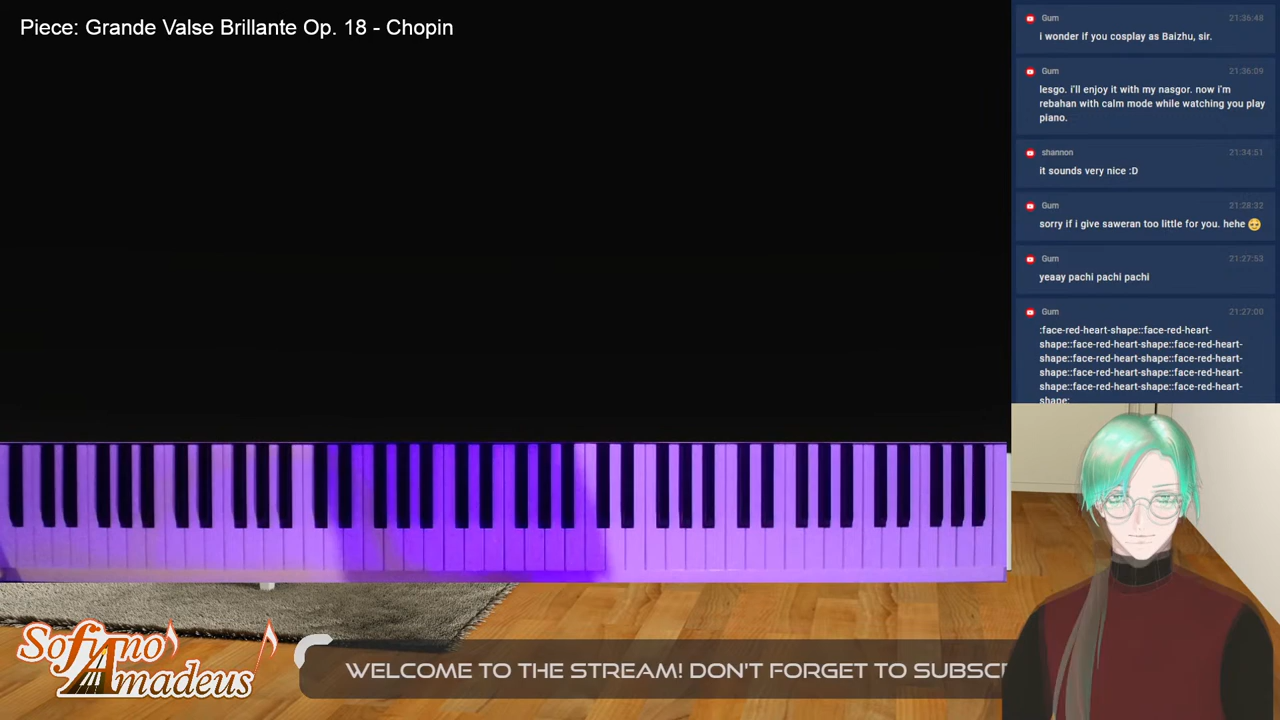 Piece: Grande Valse Brillante Op. 18 - Chopin
Gum 21:36:48
i wonder if you cosplay as Baizhu, sir.
Gum 21:36:09
lesgo. i'll enjoy it with my nasgor. now i'm
rebahan with calm mode while watching you play
piano.
shannon 21:34:51
it sounds very nice :D
Gum 21:28:32
sorry if i give saweran too little for you. hehe 🥹
Gum 21:27:53
yeaay pachi pachi pachi
Gum 21:27:00
:face-red-heart-shape::face-red-heart-
shape::face-red-heart-shape::face-red-heart-
shape::face-red-heart-shape::face-red-heart-
shape::face-red-heart-shape::face-red-heart-
shape::face-red-heart-shape::face-red-heart-
shape:
Sofiano
Amadeus
WELCOME TO THE STREAM! DON'T FORGET TO SUBSC